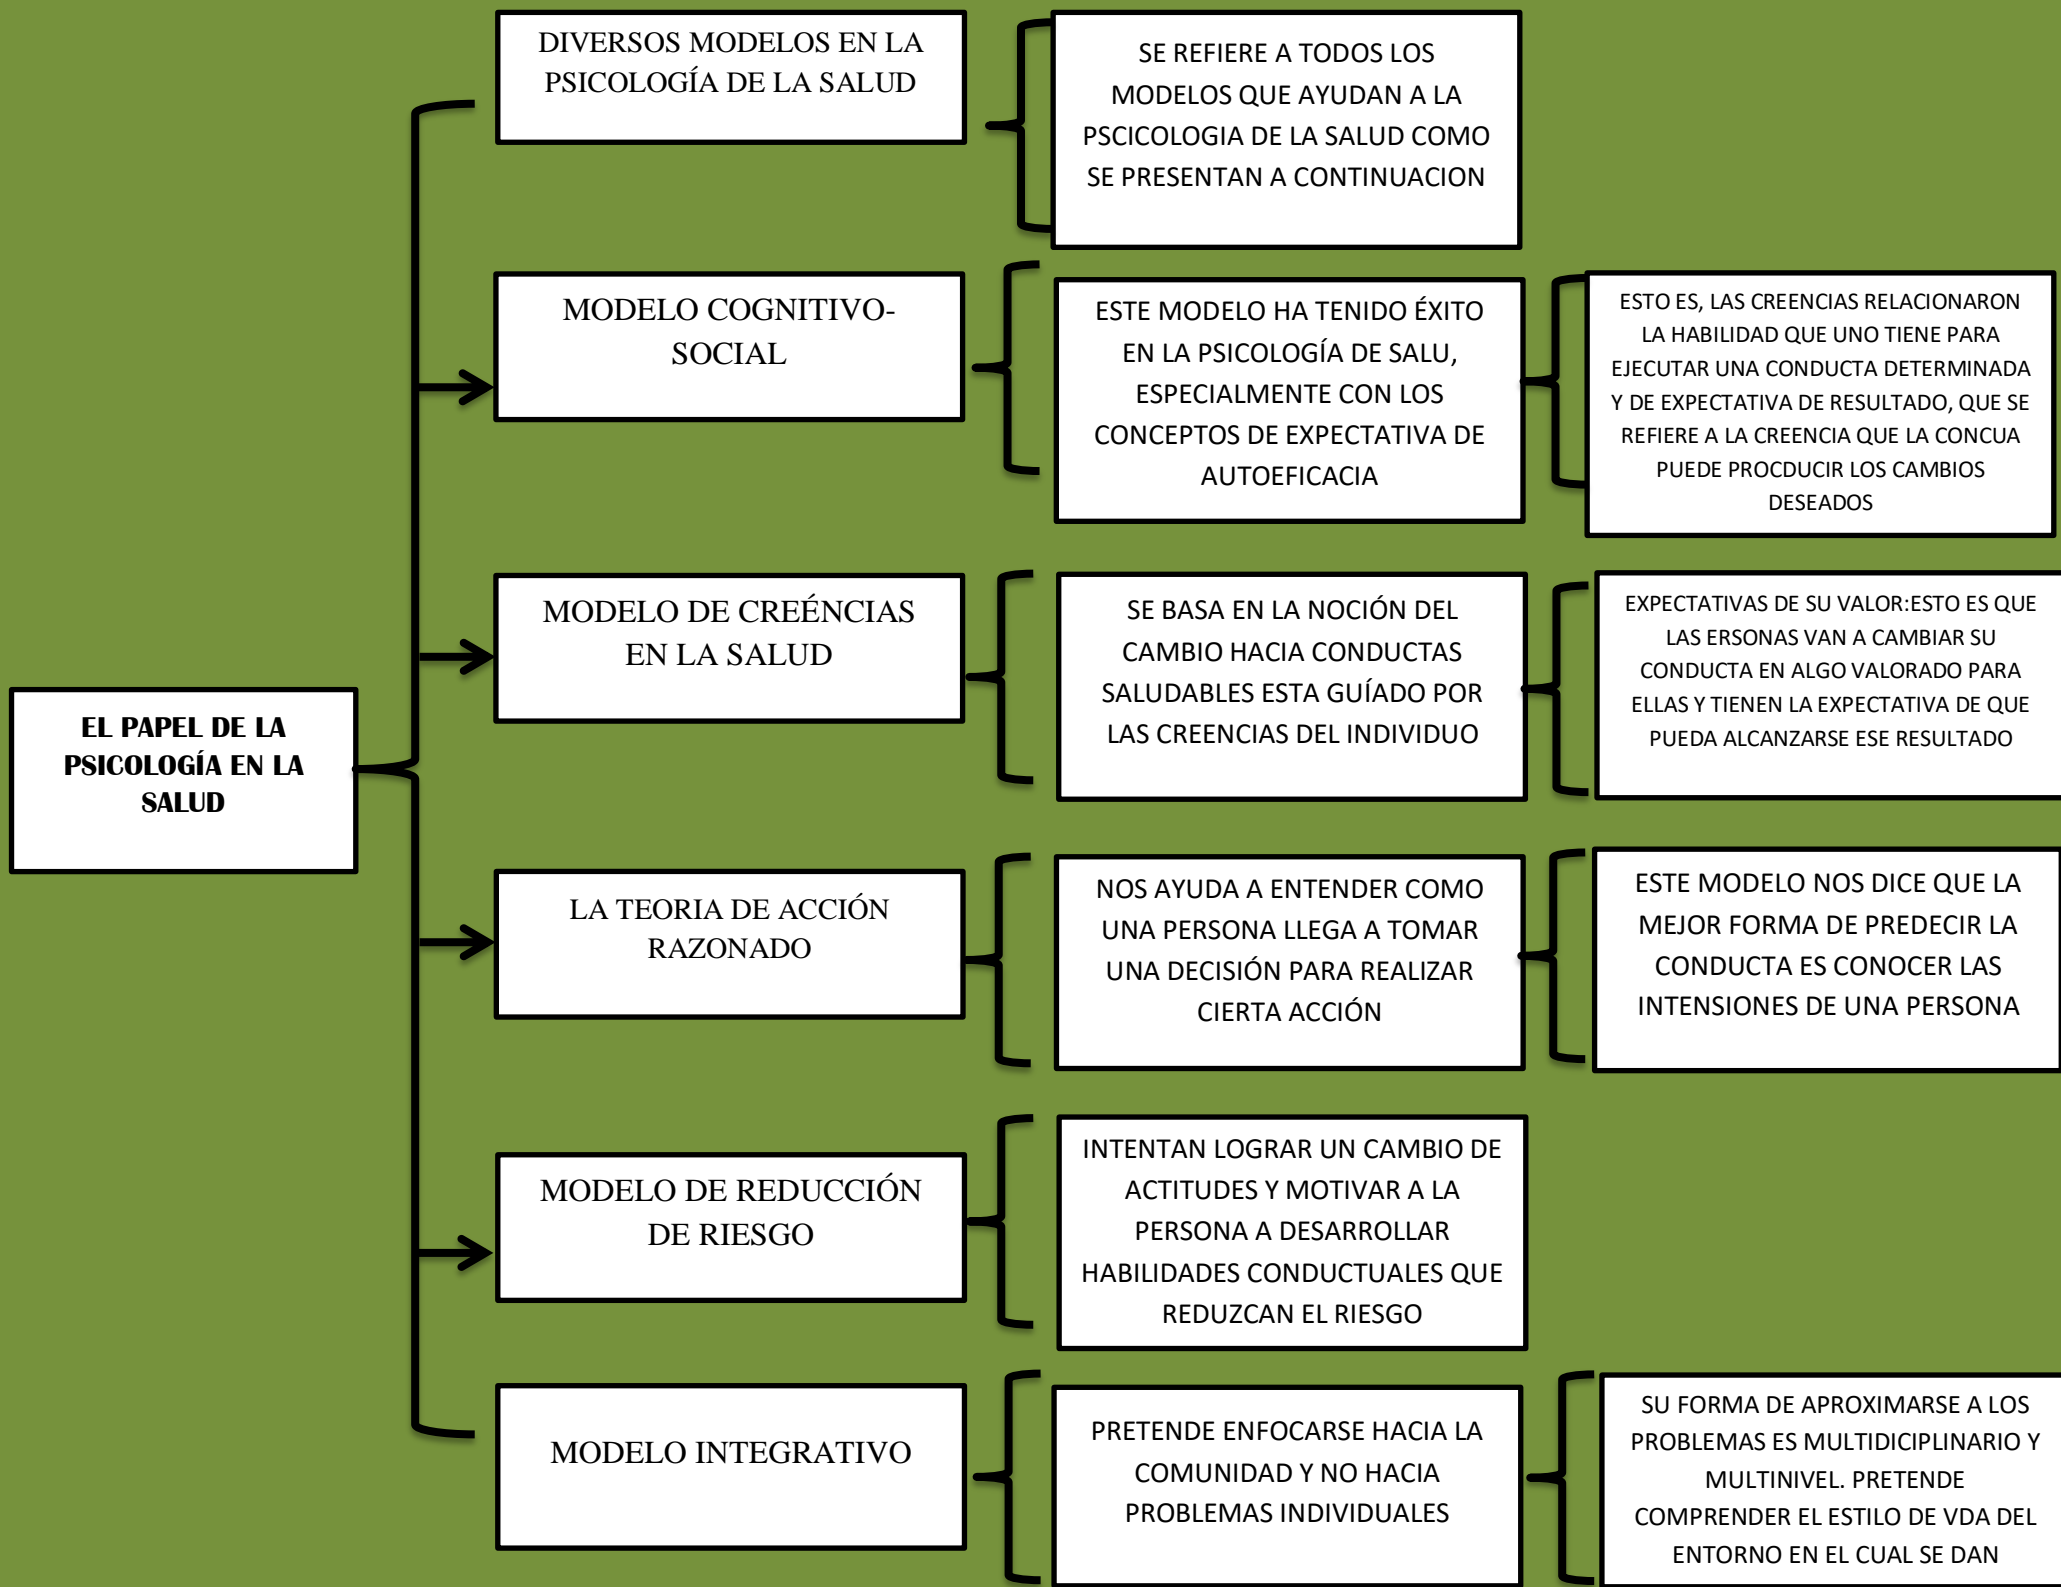 EL PAPEL DE LA
PSICOLOGÍA EN LA
SALUD
DIVERSOS MODELOS EN LA
PSICOLOGÍA DE LA SALUD
SE REFIERE A TODOS LOS
MODELOS QUE AYUDAN A LA
PSCICOLOGIA DE LA SALUD COMO
SE PRESENTAN A CONTINUACION
MODELO COGNITIVO-
SOCIAL
ESTE MODELO HA TENIDO ÉXITO
EN LA PSICOLOGÍA DE SALU,
ESPECIALMENTE CON LOS
CONCEPTOS DE EXPECTATIVA DE
AUTOEFICACIA
ESTO ES, LAS CREENCIAS RELACIONARON
LA HABILIDAD QUE UNO TIENE PARA
EJECUTAR UNA CONDUCTA DETERMINADA
Y DE EXPECTATIVA DE RESULTADO, QUE SE
REFIERE A LA CREENCIA QUE LA CONCUA
PUEDE PROCDUCIR LOS CAMBIOS
DESEADOS
MODELO DE CREÉNCIAS
EN LA SALUD
SE BASA EN LA NOCIÓN DEL
CAMBIO HACIA CONDUCTAS
SALUDABLES ESTA GUÍADO POR
LAS CREENCIAS DEL INDIVIDUO
EXPECTATIVAS DE SU VALOR:ESTO ES QUE
LAS ERSONAS VAN A CAMBIAR SU
CONDUCTA EN ALGO VALORADO PARA
ELLAS Y TIENEN LA EXPECTATIVA DE QUE
PUEDA ALCANZARSE ESE RESULTADO
LA TEORIA DE ACCIÓN
RAZONADO
NOS AYUDA A ENTENDER COMO
UNA PERSONA LLEGA A TOMAR
UNA DECISIÓN PARA REALIZAR
CIERTA ACCIÓN
ESTE MODELO NOS DICE QUE LA
MEJOR FORMA DE PREDECIR LA
CONDUCTA ES CONOCER LAS
INTENSIONES DE UNA PERSONA
MODELO DE REDUCCIÓN
DE RIESGO
INTENTAN LOGRAR UN CAMBIO DE
ACTITUDES Y MOTIVAR A LA
PERSONA A DESARROLLAR
HABILIDADES CONDUCTUALES QUE
REDUZCAN EL RIESGO
MODELO INTEGRATIVO
PRETENDE ENFOCARSE HACIA LA
COMUNIDAD Y NO HACIA
PROBLEMAS INDIVIDUALES
SU FORMA DE APROXIMARSE A LOS
PROBLEMAS ES MULTIDICIPLINARIO Y
MULTINIVEL. PRETENDE
COMPRENDER EL ESTILO DE VDA DEL
ENTORNO EN EL CUAL SE DAN